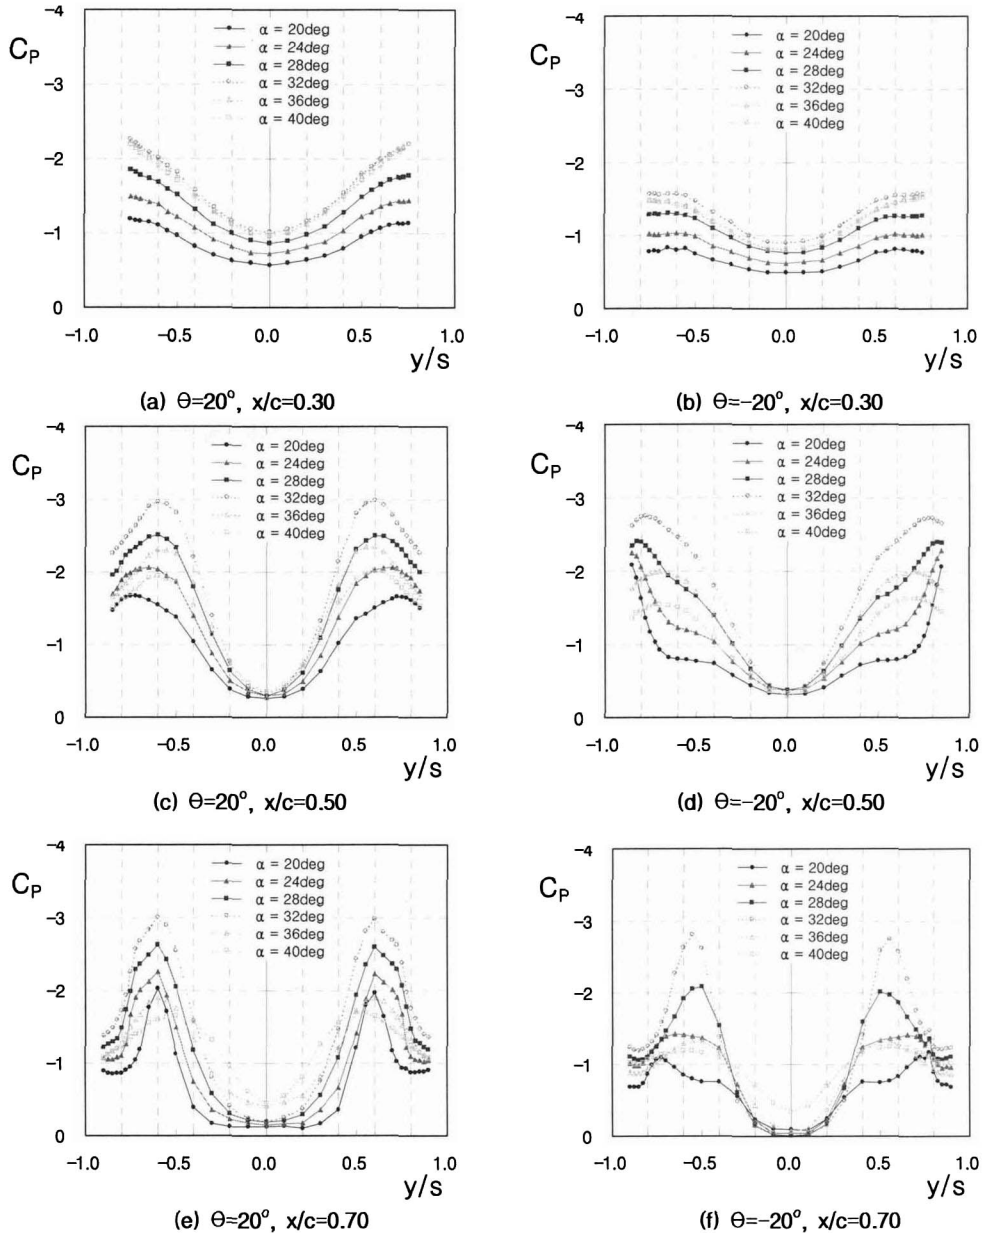 −4
CP
−3
−2
−1
0
α = 20deg
α = 24deg
α = 28deg
α = 32deg
α = 36deg
α = 40deg
−1.0 −0.5 0.0 0.5 1.0
y/s
(a) Θ=20°, x/c=0.30
−4
CP
−3
−2
−1
0
α = 20deg
α = 24deg
α = 28deg
α = 32deg
α = 36deg
α = 40deg
−1.0 −0.5 0.0 0.5 1.0
y/s
(b) Θ=−20°, x/c=0.30
−4
CP
−3
−2
−1
0
α = 20deg
α = 24deg
α = 28deg
α = 32deg
α = 36deg
α = 40deg
−1.0 −0.5 0.0 0.5 1.0
y/s
(c) Θ=20°, x/c=0.50
−4
CP
−3
−2
−1
0
α = 20deg
α = 24deg
α = 28deg
α = 32deg
α = 36deg
α = 40deg
−1.0 −0.5 0.0 0.5 1.0
y/s
(d) Θ=−20°, x/c=0.50
−4
CP
−3
−2
−1
0
α = 20deg
α = 24deg
α = 28deg
α = 32deg
α = 36deg
α = 40deg
−1.0 −0.5 0.0 0.5 1.0
y/s
(e) Θ=20°, x/c=0.70
−4
CP
−3
−2
−1
0
α = 20deg
α = 24deg
α = 28deg
α = 32deg
α = 36deg
α = 40deg
−1.0 −0.5 0.0 0.5 1.0
y/s
(f) Θ=−20°, x/c=0.70